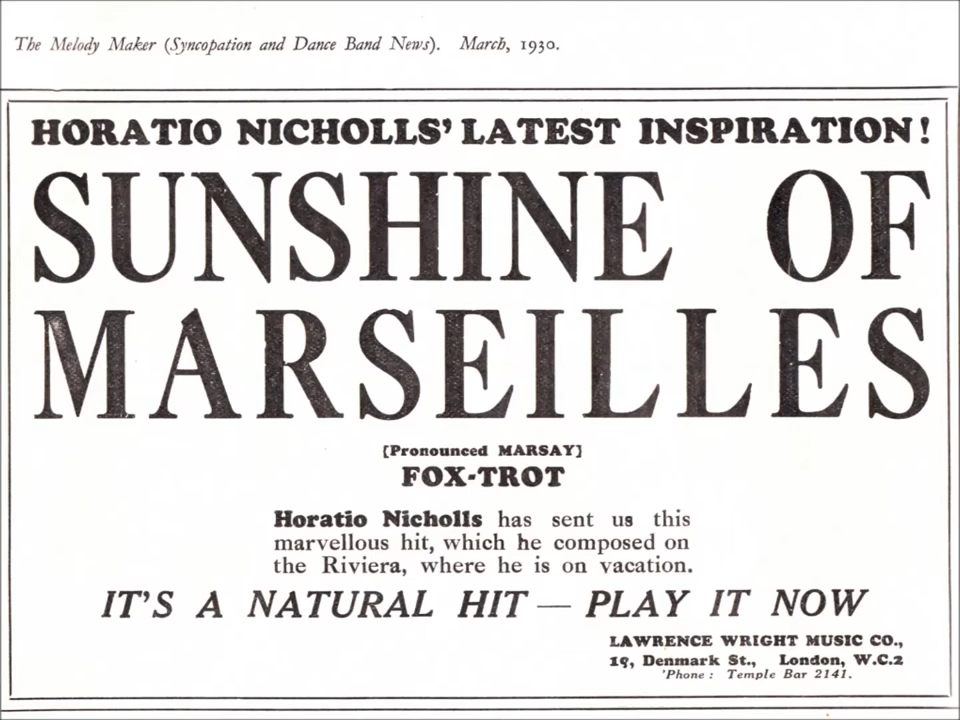 The Melody Maker (Syncopation and Dance Band News). March, 1930.
HORATIO NICHOLLS' LATEST INSPIRATION!
SUNSHINE OF
MARSEILLES
[Pronounced MARSAY]
FOX-TROT
Horatio Nicholls has sent us this
marvellous hit, which he composed on
the Riviera, where he is on vacation.
IT'S A NATURAL HIT — PLAY IT NOW
LAWRENCE WRIGHT MUSIC CO.,
19, Denmark St., London, W.C.2
'Phone: Temple Bar 2141.